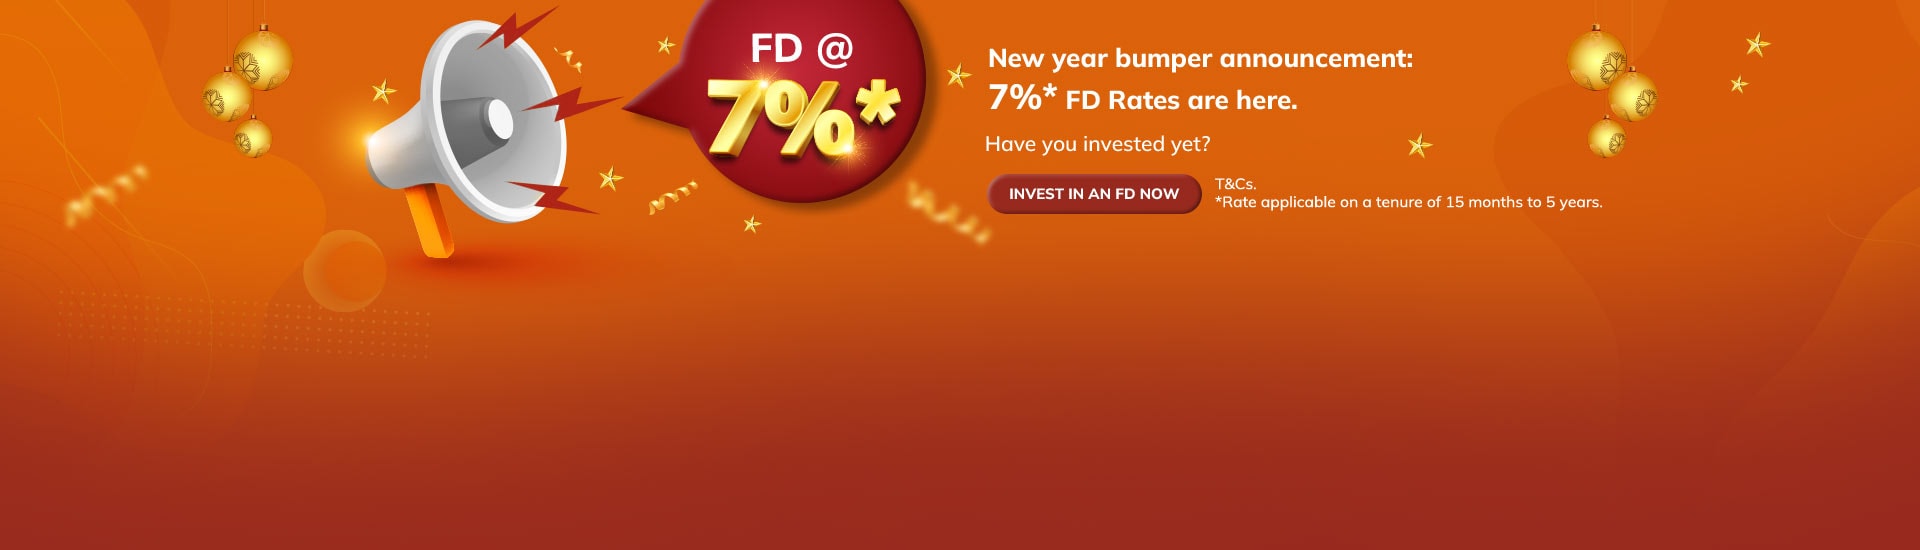 FD @
7%*
New year bumper announcement:
7%* FD Rates are here.
Have you invested yet?
INVEST IN AN FD NOW
T&Cs.
*Rate applicable on a tenure of 15 months to 5 years.